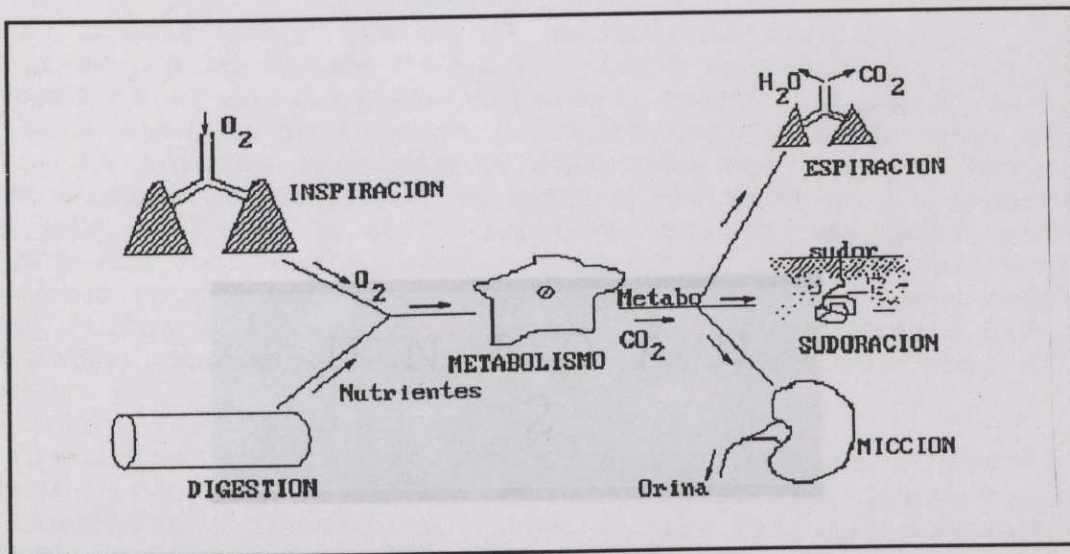 O2
INSPIRACION
O2
Nutrientes
DIGESTION
METABOLISMO
Metabo
CO2
H2O CO2
ESPIRACION
sudor
SUDORACION
MICCION
Orina